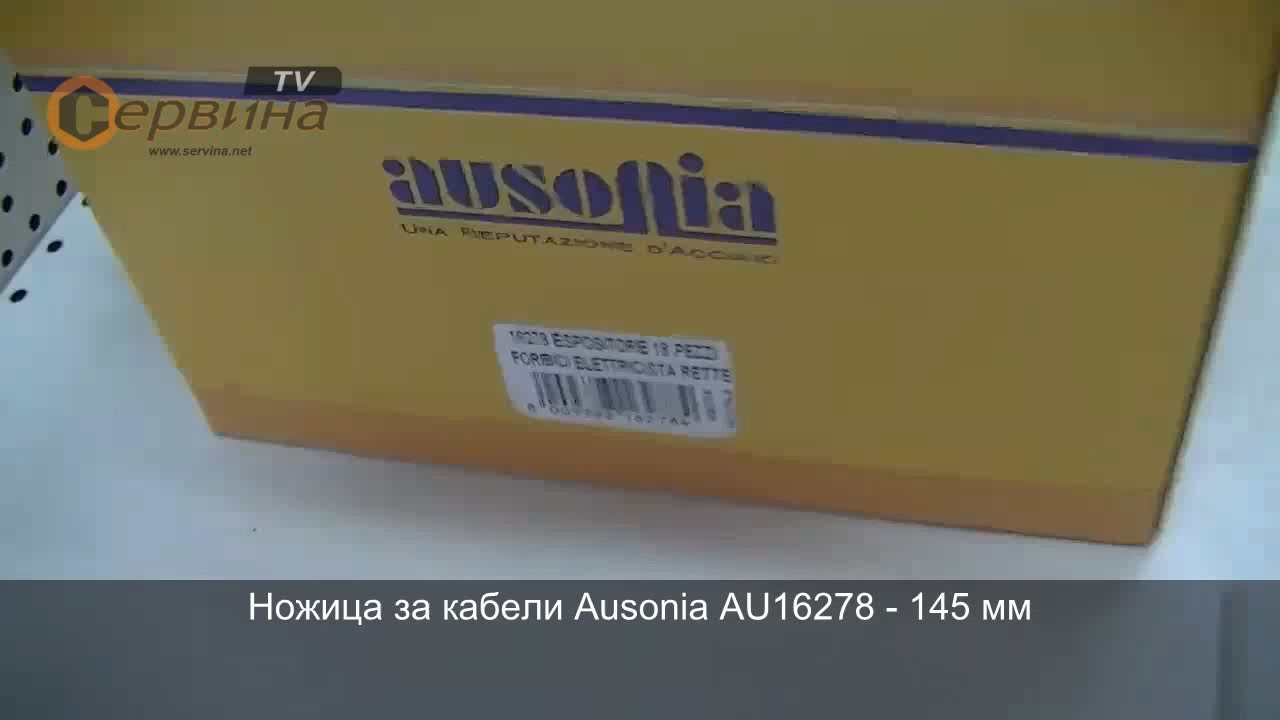 TV
Сервина
www.servina.net
ausonia
UNA REPUTAZIONE D'ACCIAIO
16278 ESPOSITORE 18 PEZZI
FORBICI ELETTRICISTA RETTE
Ножица за кабели Ausonia AU16278 - 145 мм